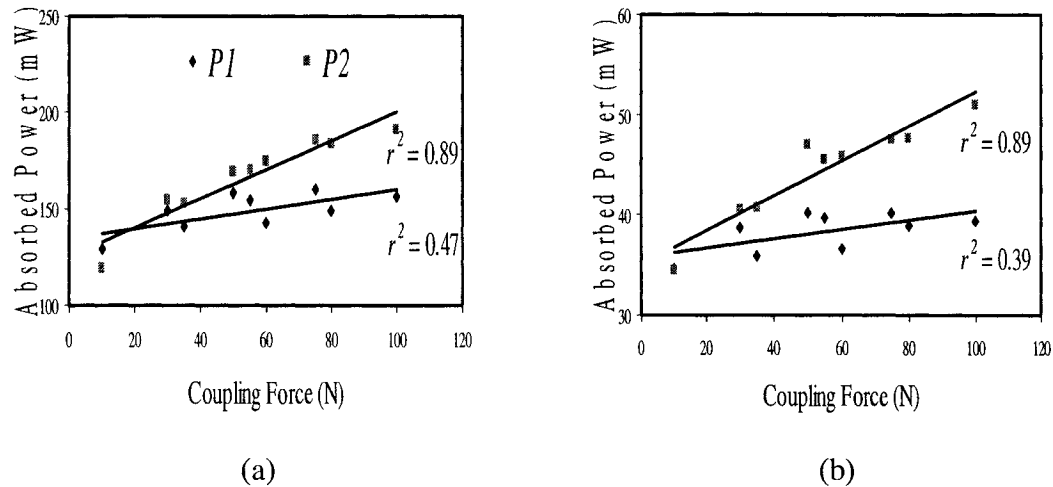 Absorbed Power (mW)
250
200
150
100
P1
P2
r² = 0.89
r² = 0.47
0 20 40 60 80 100 120
Coupling Force (N)
(a)
Absorbed Power (mW)
60
50
40
30
r² = 0.89
r² = 0.39
0 20 40 60 80 100 120
Coupling Force (N)
(b)